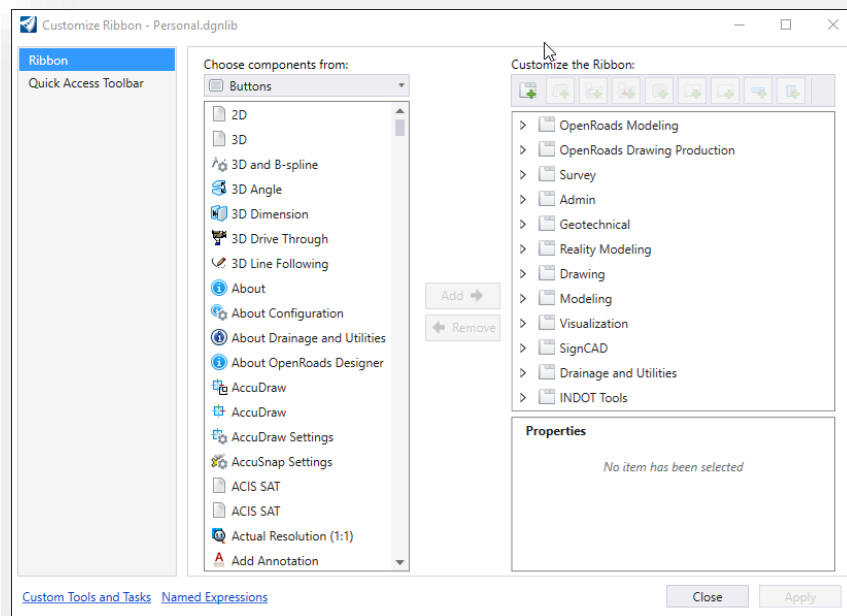 Customize Ribbon - Personal.dgnlib
Ribbon
Quick Access Toolbar
Choose components from:
Buttons
2D
3D
3D and B-spline
3D Angle
3D Dimension
3D Drive Through
3D Line Following
About
About Configuration
About Drainage and Utilities
About OpenRoads Designer
AccuDraw
AccuDraw
AccuDraw Settings
AccuSnap Settings
ACIS SAT
ACIS SAT
Actual Resolution (1:1)
Add Annotation
Add
Remove
Customize the Ribbon:
OpenRoads Modeling
OpenRoads Drawing Production
Survey
Admin
Geotechnical
Reality Modeling
Drawing
Modeling
Visualization
SignCAD
Drainage and Utilities
INDOT Tools
Properties
No item has been selected
Custom Tools and Tasks Named Expressions
Close Apply